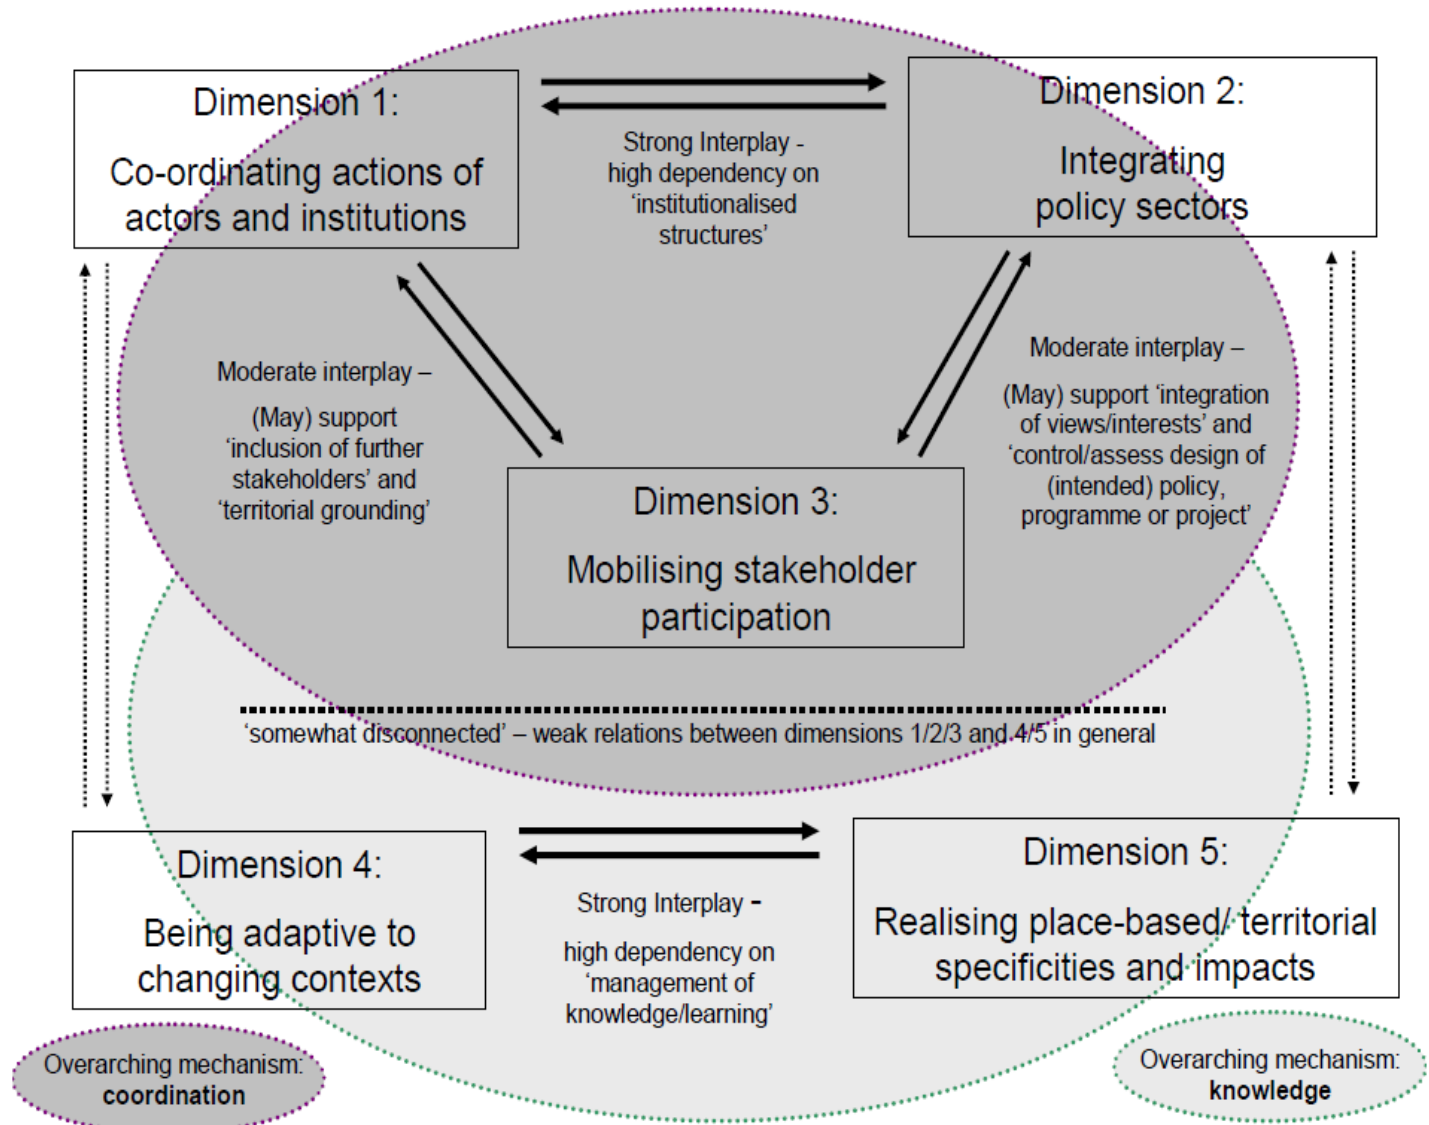 Dimension 1:
Co-ordinating actions of
actors and institutions
Strong Interplay -
high dependency on
‘institutionalised
structures’
Dimension 2:
Integrating
policy sectors
Moderate interplay –
(May) support
‘inclusion of further
stakeholders’ and
‘territorial grounding’
Moderate interplay –
(May) support ‘integration
of views/interests’ and
‘control/assess design of
(intended) policy,
programme or project’
Dimension 3:
Mobilising stakeholder
participation
‘somewhat disconnected’ – weak relations between dimensions 1/2/3 and 4/5 in general
Dimension 4:
Being adaptive to
changing contexts
Strong Interplay -
high dependency on
‘management of
knowledge/learning’
Dimension 5:
Realising place-based/ territorial
specificities and impacts
Overarching mechanism:
coordination
Overarching mechanism:
knowledge